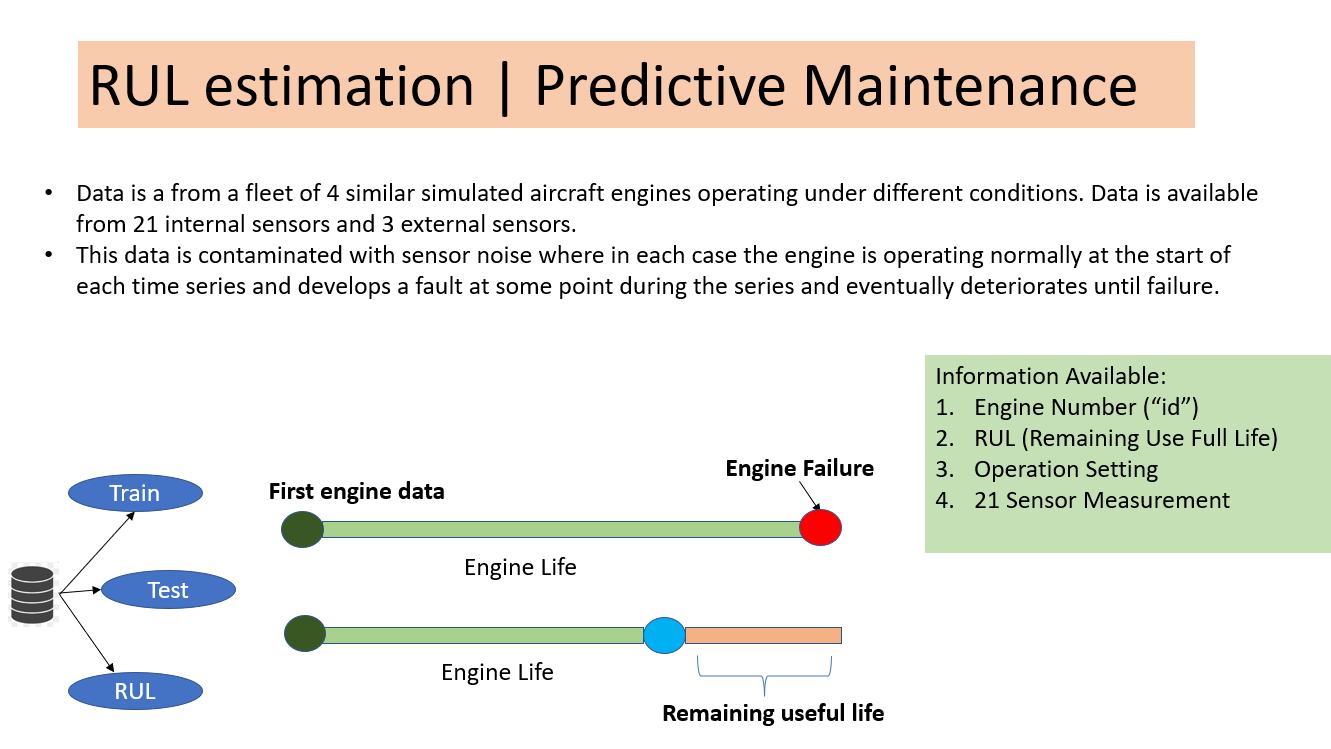 RUL estimation | Predictive Maintenance
• Data is a from a fleet of 4 similar simulated aircraft engines operating under different conditions. Data is available
from 21 internal sensors and 3 external sensors.
• This data is contaminated with sensor noise where in each case the engine is operating normally at the start of
each time series and develops a fault at some point during the series and eventually deteriorates until failure.
Information Available:
1. Engine Number (“id”)
2. RUL (Remaining Use Full Life)
3. Operation Setting
4. 21 Sensor Measurement
Train
Test
RUL
First engine data
Engine Failure
Engine Life
Engine Life
Remaining useful life